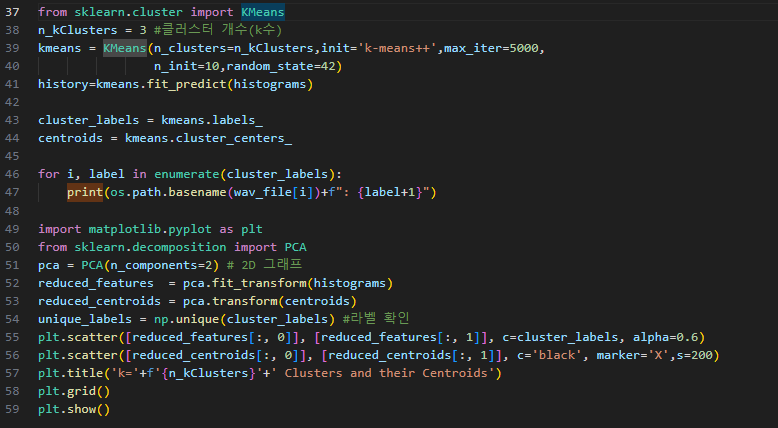 37 from sklearn.cluster import KMeans
38 n_kClusters = 3 #클러스터 개수(k수)
39 kmeans = KMeans(n_clusters=n_kClusters,init='k-means++',max_iter=5000,
40                 n_init=10,random_state=42)
41 history=kmeans.fit_predict(histograms)
42
43 cluster_labels = kmeans.labels_
44 centroids = kmeans.cluster_centers_
45
46 for i, label in enumerate(cluster_labels):
47     print(os.path.basename(wav_file[i])+f": {label+1}")
48
49 import matplotlib.pyplot as plt
50 from sklearn.decomposition import PCA
51 pca = PCA(n_components=2) # 2D 그래프
52 reduced_features  = pca.fit_transform(histograms)
53 reduced_centroids = pca.transform(centroids)
54 unique_labels = np.unique(cluster_labels) #라벨 확인
55 plt.scatter([reduced_features[:, 0]], [reduced_features[:, 1]], c=cluster_labels, alpha=0.6)
56 plt.scatter([reduced_centroids[:, 0]], [reduced_centroids[:, 1]], c='black', marker='X',s=200)
57 plt.title('k='+f'{n_kClusters}'+' Clusters and their Centroids')
58 plt.grid()
59 plt.show()